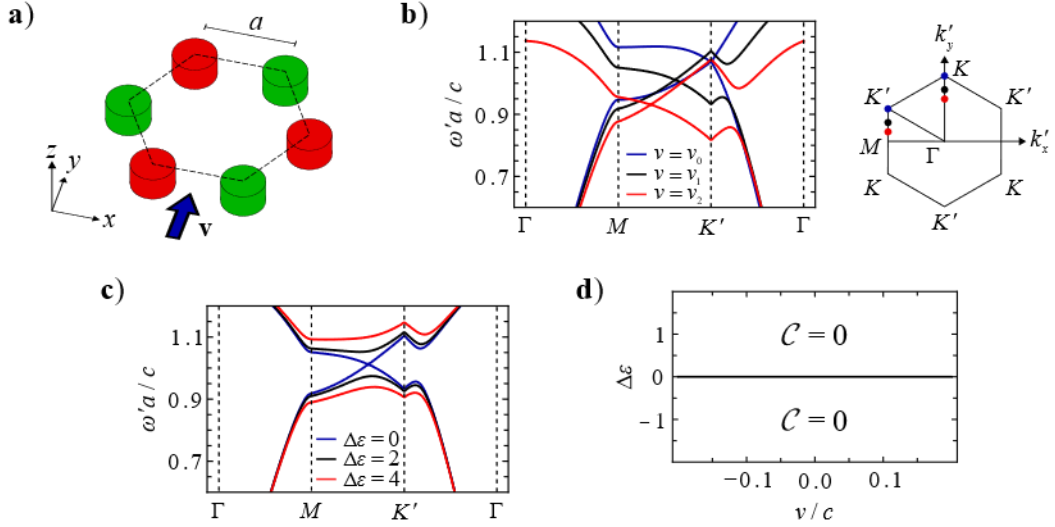 a)
a
z
y
x
v
b)
ω′a / c
1.1
0.9
0.7
v = v₀
v = v₁
v = v₂
Γ M K′ Γ
k′y
K
K′ K′
M Γ k′x
K K
K′
c)
ω′a / c
1.1
0.9
0.7
Δε = 0
Δε = 2
Δε = 4
Γ M K′ Γ
d)
Δε
1
0
−1
𝒞 = 0
𝒞 = 0
−0.1 0.0 0.1
v / c